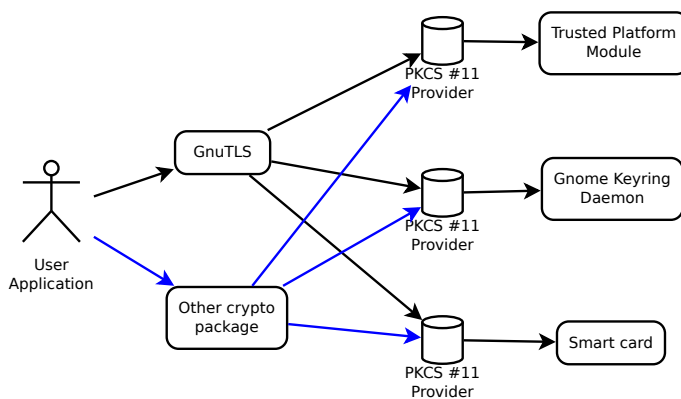 Trusted Platform
Module
PKCS #11
Provider
GnuTLS
Gnome Keyring
Daemon
PKCS #11
Provider
User
Application
Other crypto
package
Smart card
PKCS #11
Provider